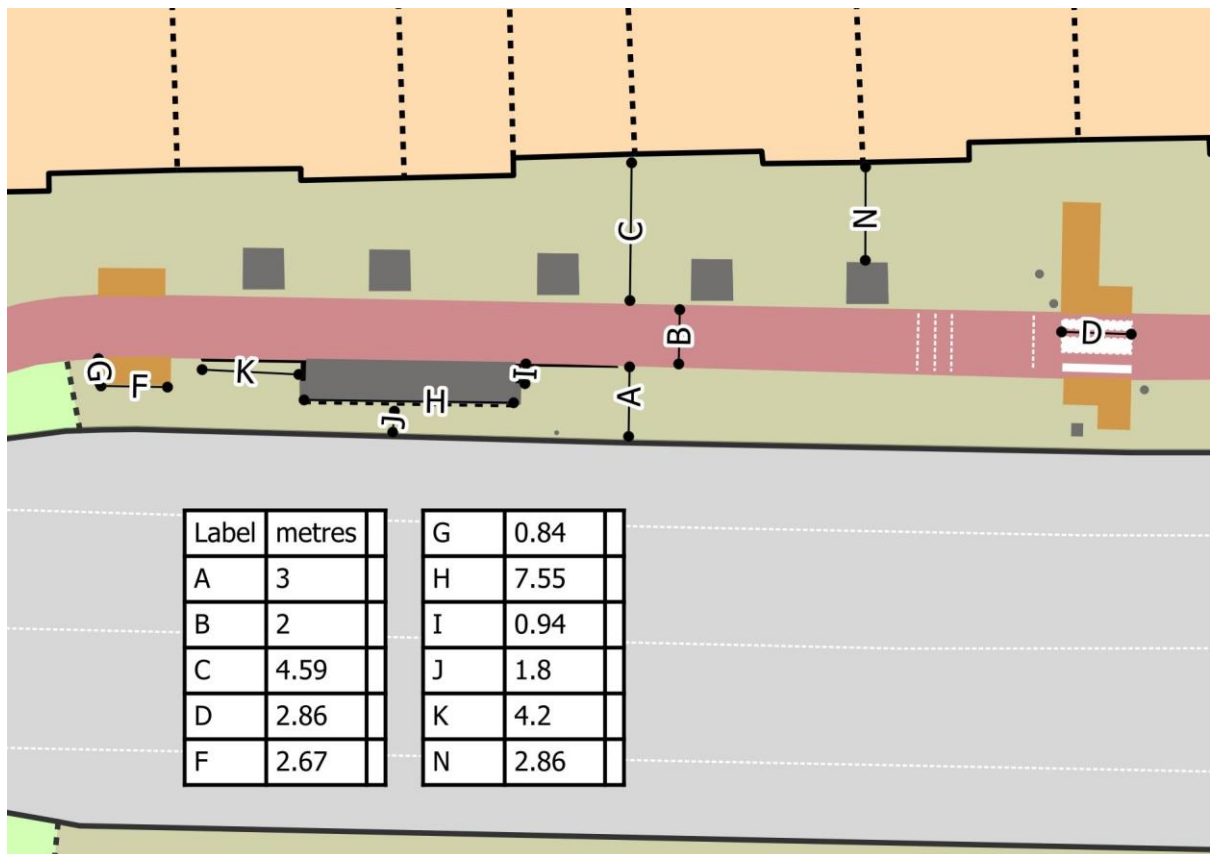 C
N
B
D
G
F
K
H
I
J
A
Label metres
A 3
B 2
C 4.59
D 2.86
F 2.67
G 0.84
H 7.55
I 0.94
J 1.8
K 4.2
N 2.86